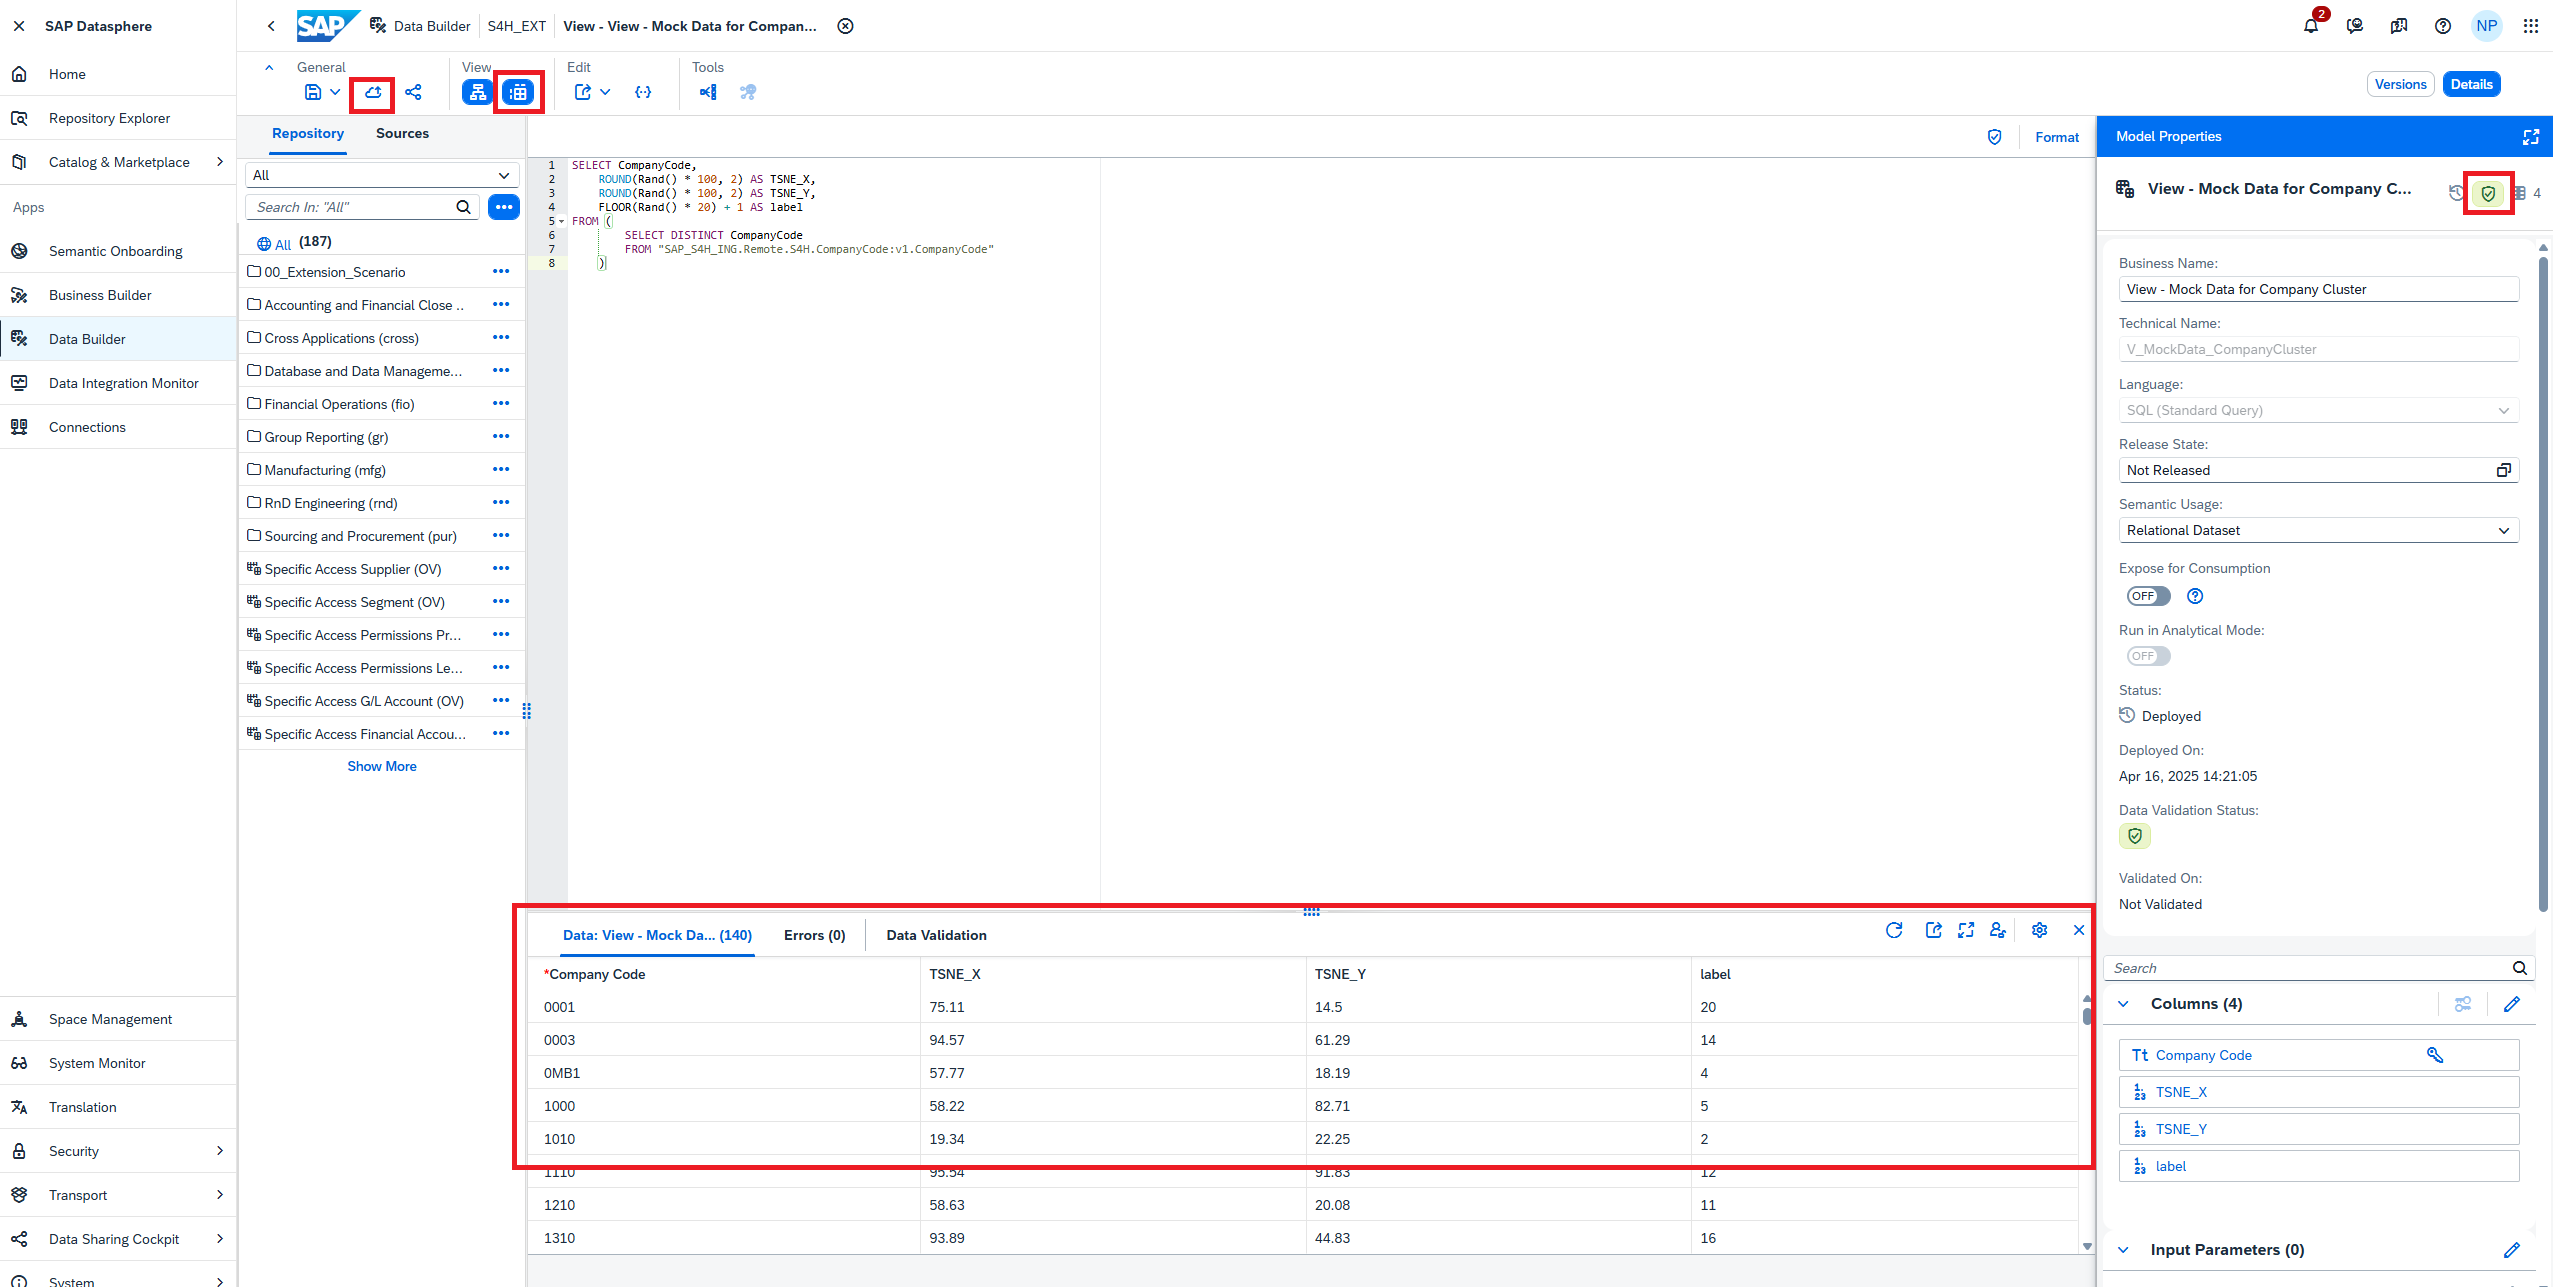 SAP Datasphere
SAP
Data Builder
S4H_EXT
View - View - Mock Data for Compan...
2
NP
Home
Repository Explorer
Catalog & Marketplace
Apps
Semantic Onboarding
Business Builder
Data Builder
Data Integration Monitor
Connections
Space Management
System Monitor
Translation
Security
Transport
Data Sharing Cockpit
System
General
View
Edit
Tools
Versions
Details
Repository
Sources
All
Search In: "All"
All (187)
00_Extension_Scenario
Accounting and Financial Close ..
Cross Applications (cross)
Database and Data Manageme...
Financial Operations (fio)
Group Reporting (gr)
Manufacturing (mfg)
RnD Engineering (rnd)
Sourcing and Procurement (pur)
Specific Access Supplier (OV)
Specific Access Segment (OV)
Specific Access Permissions Pr...
Specific Access Permissions Le...
Specific Access G/L Account (OV)
Specific Access Financial Accou...
Show More
Format
1 SELECT CompanyCode,
2 ROUND(Rand() * 100, 2) AS TSNE_X,
3 ROUND(Rand() * 100, 2) AS TSNE_Y,
4 FLOOR(Rand() * 20) + 1 AS label
5 FROM (
6 SELECT DISTINCT CompanyCode
7 FROM "SAP_S4H_ING.Remote.S4H.CompanyCode:v1.CompanyCode"
8 )
Data: View - Mock Da... (140)
Errors (0)
Data Validation
*Company Code TSNE_X TSNE_Y label
0001 75.11 14.5 20
0003 94.57 61.29 14
0MB1 57.77 18.19 4
1000 58.22 82.71 5
1010 19.34 22.25 2
1110 95.54 91.83 12
1210 58.63 20.08 11
1310 93.89 44.83 16
Model Properties
View - Mock Data for Company C...
4
Business Name:
View - Mock Data for Company Cluster
Technical Name:
V_MockData_CompanyCluster
Language:
SQL (Standard Query)
Release State:
Not Released
Semantic Usage:
Relational Dataset
Expose for Consumption
OFF
Run in Analytical Mode:
OFF
Status:
Deployed
Deployed On:
Apr 16, 2025 14:21:05
Data Validation Status:
Validated On:
Not Validated
Search
Columns (4)
Tt Company Code
1.23 TSNE_X
1.23 TSNE_Y
1.23 label
Input Parameters (0)